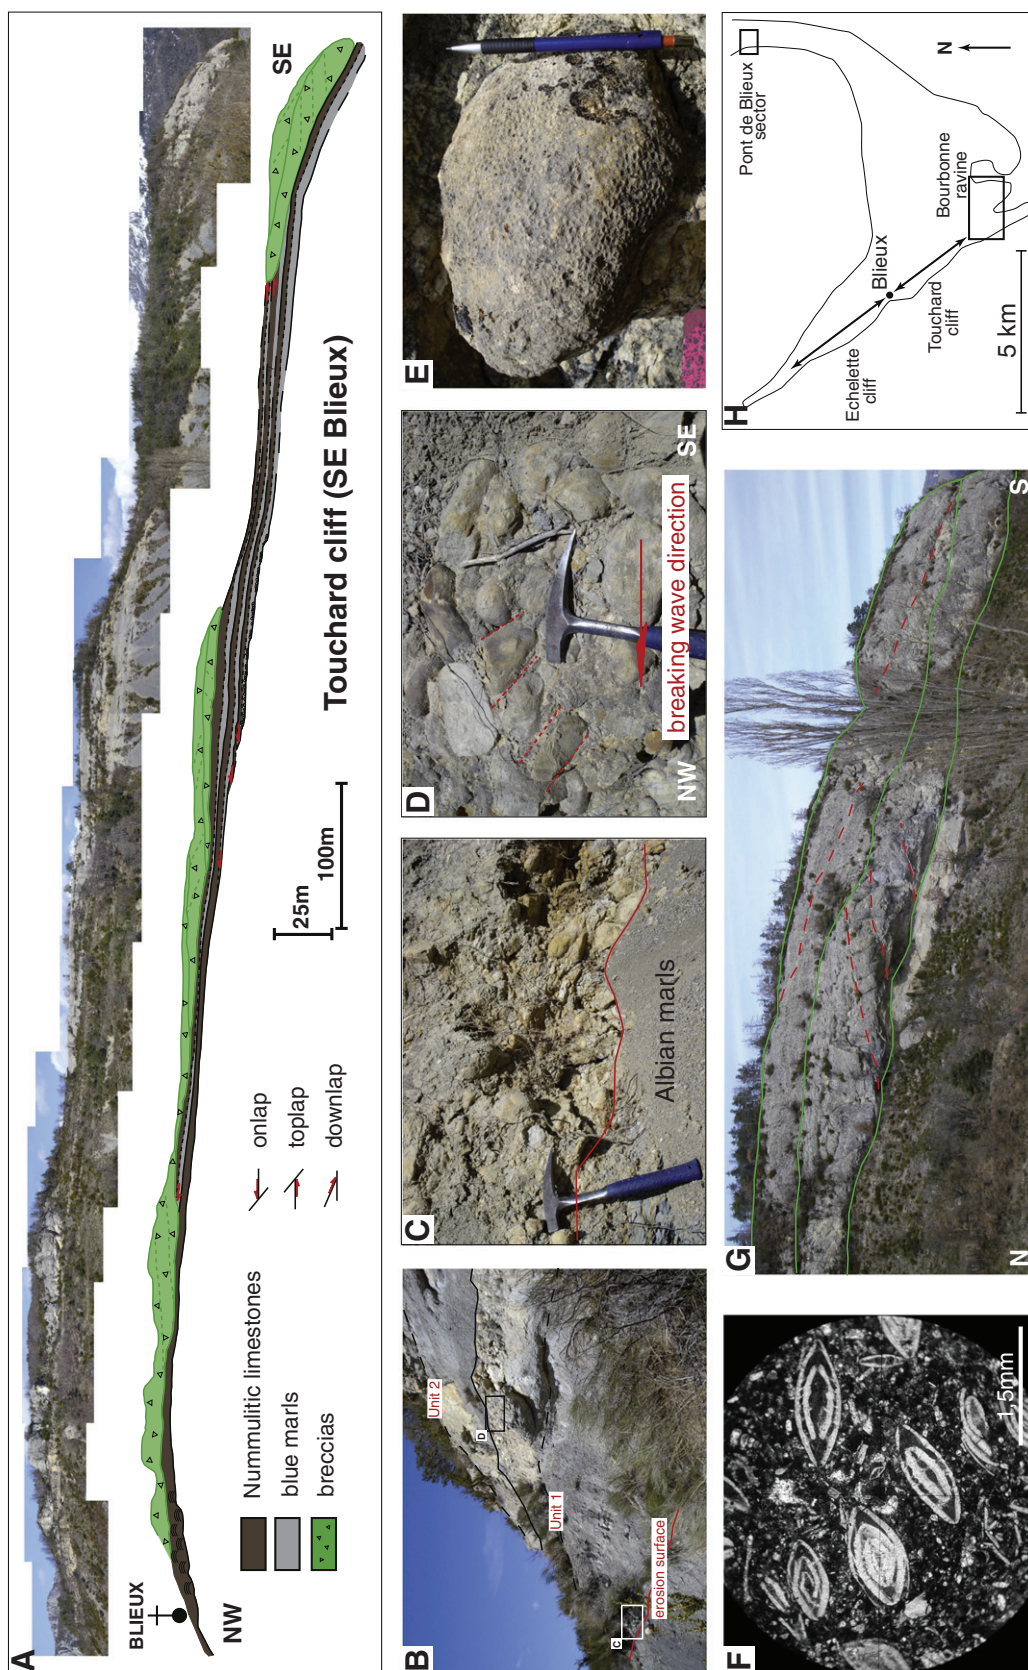 A
BLIEUX
NW
SE
Nummulitic limestones
blue marls
breccias
onlap
toplap
downlap
25m
100m
Touchard cliff (SE Blieux)
B
Unit 2
D
Unit 1
C
erosion surface
C
Albian marls
D
NW
SE
breaking wave direction
E
F
1,5mm
G
N
S
H
Pont de Blieux
sector
N
Bourbonne
ravine
Blieux
Touchard
cliff
Echelette
cliff
5 km